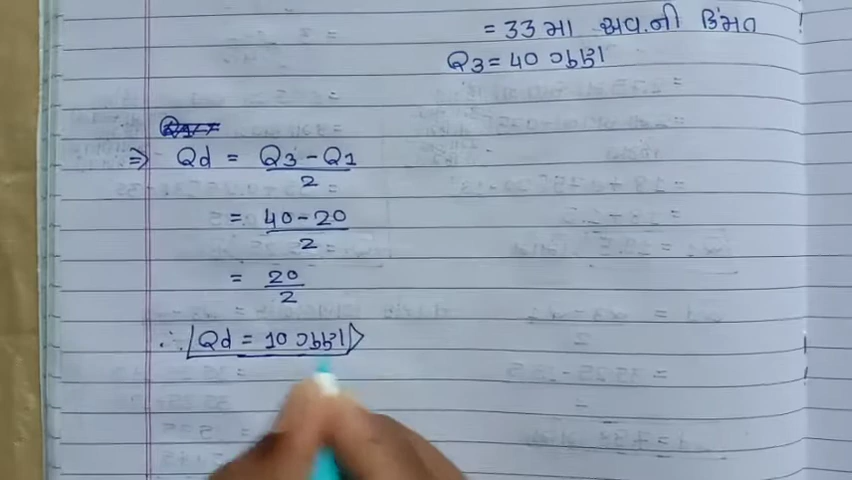 = 33 મા અવ.ની કિંમત
Q3 = 40 ગુણ
⇒ Qd = Q3 - Q1 / 2
= 40 - 20 / 2
= 20 / 2
∴ Qd = 10